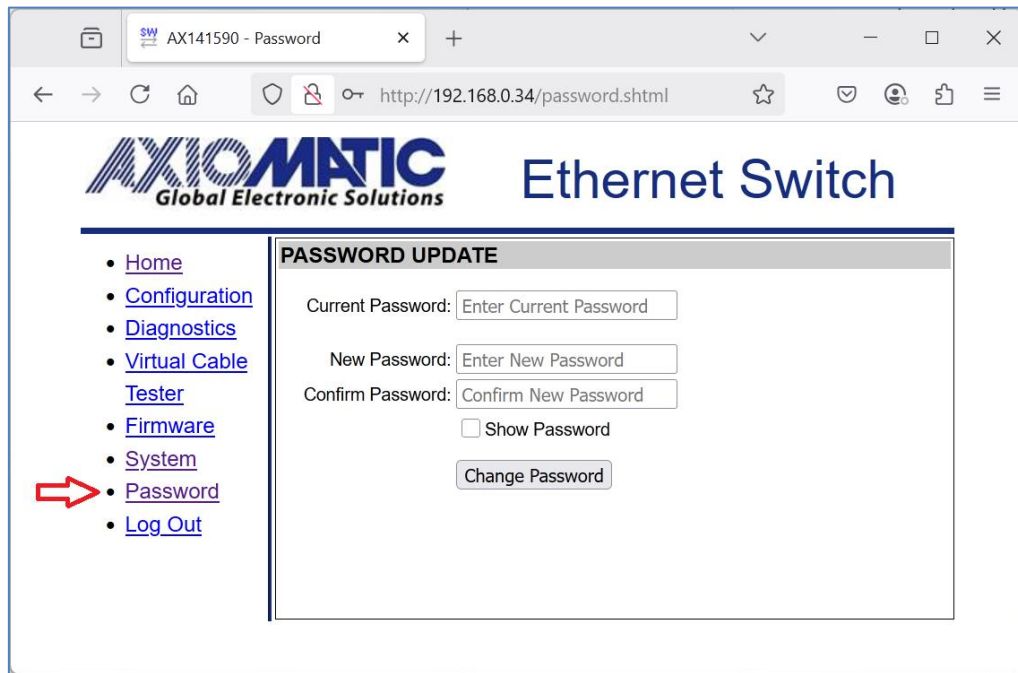 SW AX141590 - Password
http://192.168.0.34/password.shtml
AXIOMATIC
Global Electronic Solutions
Ethernet Switch
Home
Configuration
Diagnostics
Virtual Cable
Tester
Firmware
System
Password
Log Out
PASSWORD UPDATE
Current Password: Enter Current Password
New Password: Enter New Password
Confirm Password: Confirm New Password
Show Password
Change Password